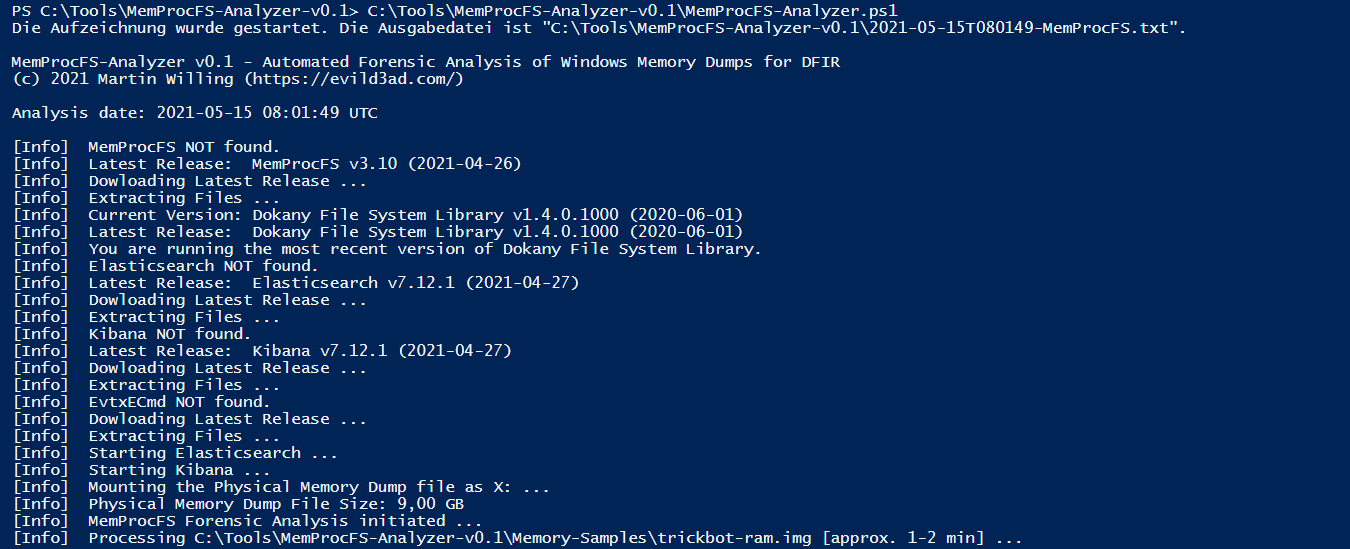 PS C:\Tools\MemProcFS-Analyzer-v0.1> C:\Tools\MemProcFS-Analyzer-v0.1\MemProcFS-Analyzer.ps1
Die Aufzeichnung wurde gestartet. Die Ausgabedatei ist "C:\Tools\MemProcFS-Analyzer-v0.1\2021-05-15T080149-MemProcFS.txt".
MemProcFS-Analyzer v0.1 - Automated Forensic Analysis of Windows Memory Dumps for DFIR
(c) 2021 Martin Willing (https://evild3ad.com/)
Analysis date: 2021-05-15 08:01:49 UTC
[Info]  MemProcFS NOT found.
[Info]  Latest Release:  MemProcFS v3.10 (2021-04-26)
[Info]  Dowloading Latest Release ...
[Info]  Extracting Files ...
[Info]  Current Version: Dokany File System Library v1.4.0.1000 (2020-06-01)
[Info]  Latest Release:  Dokany File System Library v1.4.0.1000 (2020-06-01)
[Info]  You are running the most recent version of Dokany File System Library.
[Info]  Elasticsearch NOT found.
[Info]  Latest Release:  Elasticsearch v7.12.1 (2021-04-27)
[Info]  Dowloading Latest Release ...
[Info]  Extracting Files ...
[Info]  Kibana NOT found.
[Info]  Latest Release:  Kibana v7.12.1 (2021-04-27)
[Info]  Dowloading Latest Release ...
[Info]  Extracting Files ...
[Info]  EvtxECmd NOT found.
[Info]  Dowloading Latest Release ...
[Info]  Extracting Files ...
[Info]  Starting Elasticsearch ...
[Info]  Starting Kibana ...
[Info]  Mounting the Physical Memory Dump file as X: ...
[Info]  Physical Memory Dump File Size: 9,00 GB
[Info]  MemProcFS Forensic Analysis initiated ...
[Info]  Processing C:\Tools\MemProcFS-Analyzer-v0.1\Memory-Samples\trickbot-ram.img [approx. 1-2 min] ...